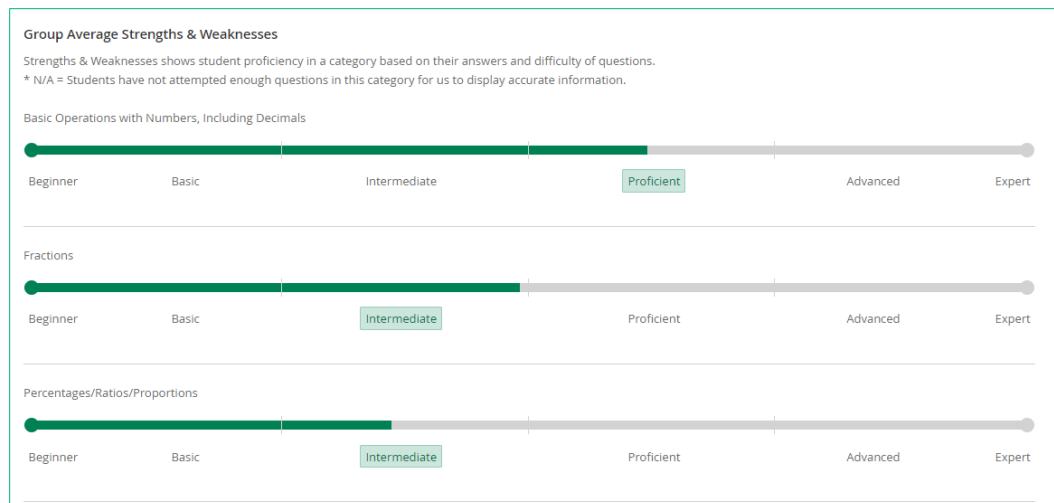 Group Average Strengths & Weaknesses
Strengths & Weaknesses shows student proficiency in a category based on their answers and difficulty of questions.
* N/A = Students have not attempted enough questions in this category for us to display accurate information.
Basic Operations with Numbers, Including Decimals
Beginner Basic Intermediate Proficient Advanced Expert
Fractions
Beginner Basic Intermediate Proficient Advanced Expert
Percentages/Ratios/Proportions
Beginner Basic Intermediate Proficient Advanced Expert